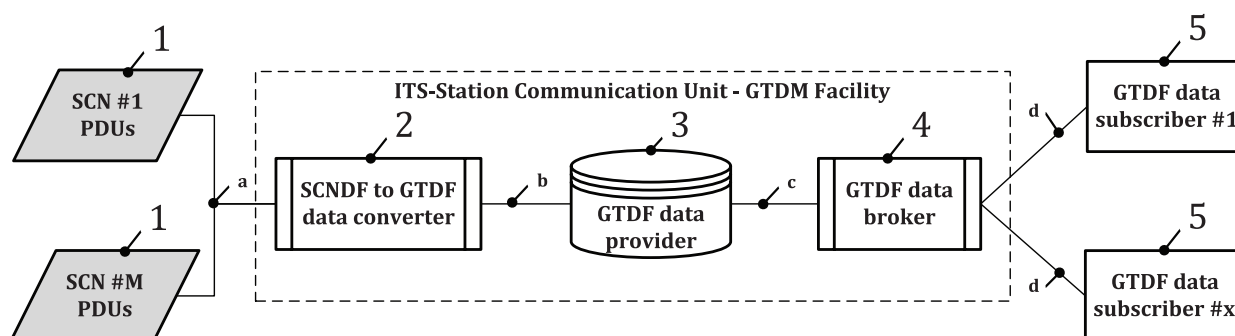 1
SCN #1
PDUs
1
SCN #M
PDUs
a
ITS-Station Communication Unit - GTDM Facility
2
SCNDF to GTDF
data converter
b
3
GTDF data
provider
c
4
GTDF data
broker
d
5
GTDF data
subscriber #1
d
5
GTDF data
subscriber #x